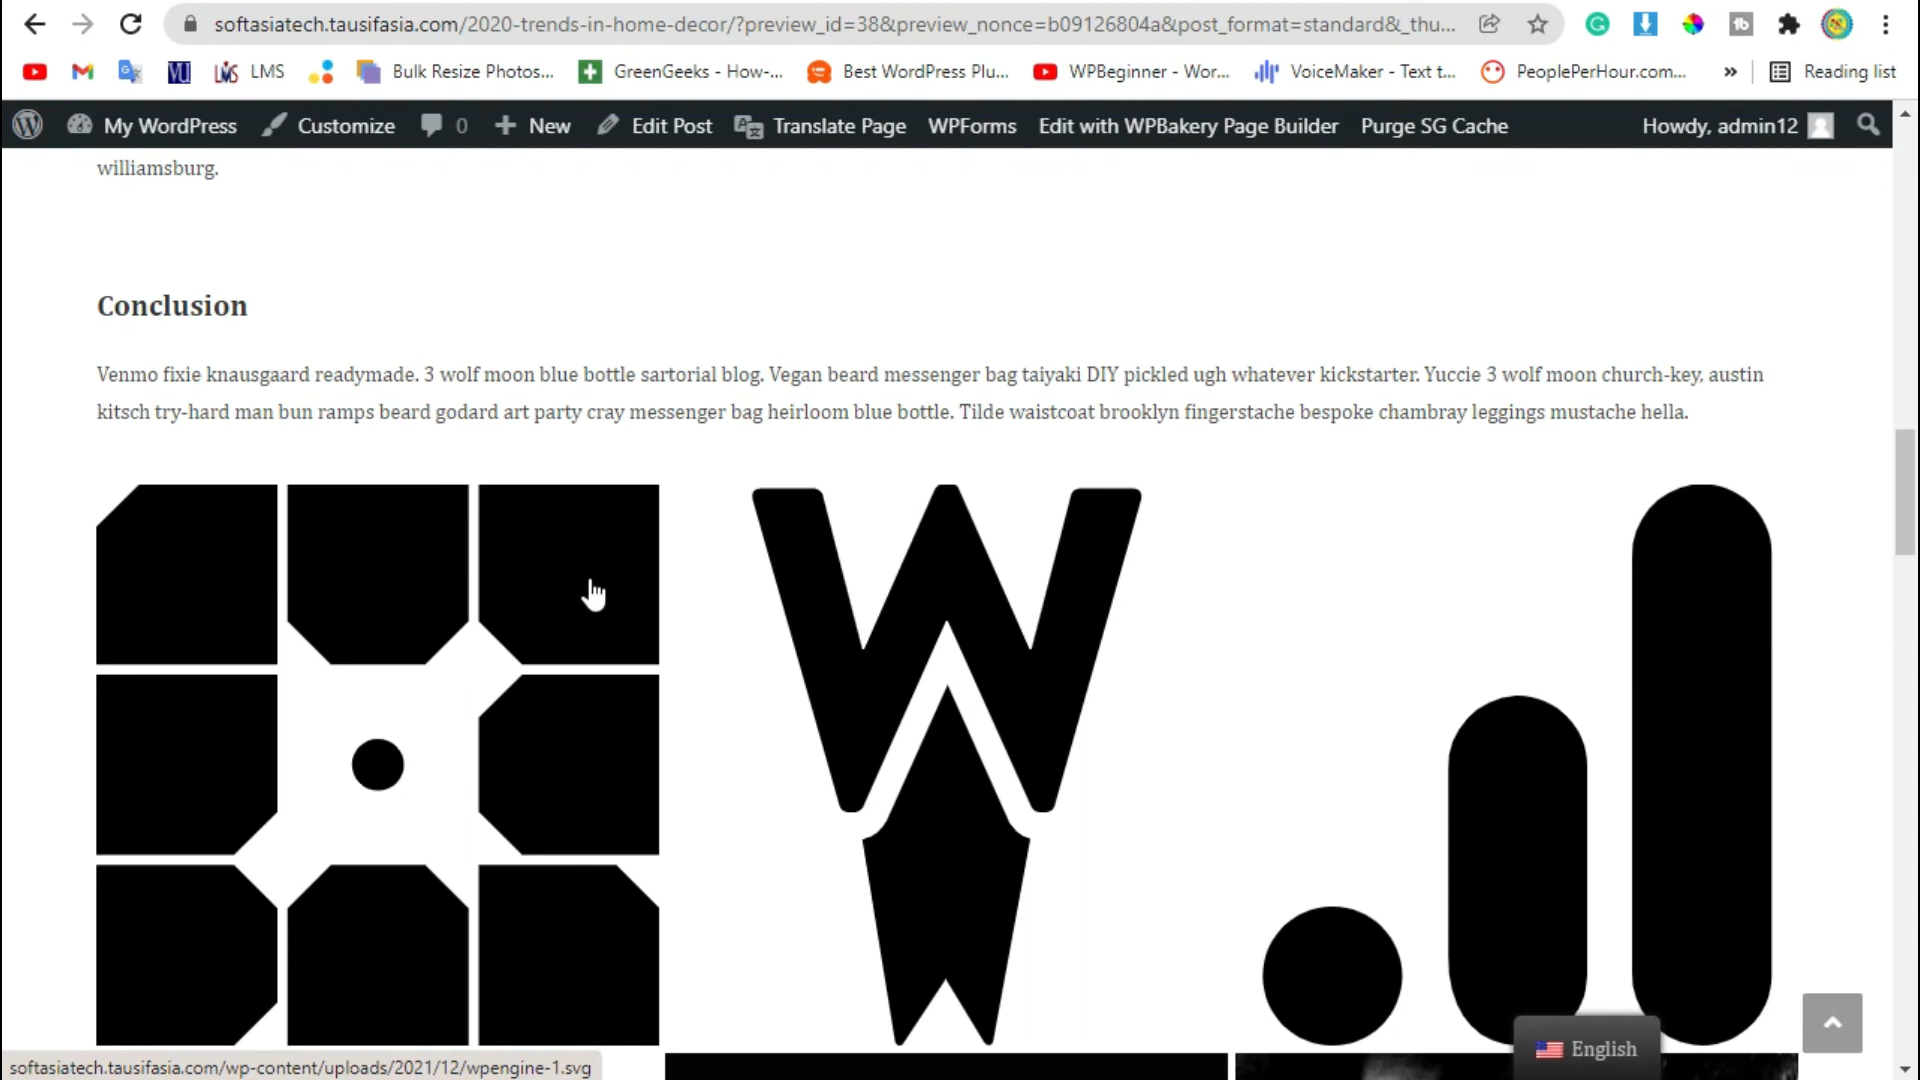 softasiatech.tausifasia.com/2020-trends-in-home-decor/?preview_id=38&preview_nonce=b09126804a&post_format=standard&_thu...
LMS Bulk Resize Photos... GreenGeeks - How-... Best WordPress Plu... WPBeginner - Wor... VoiceMaker - Text t... PeoplePerHour.com... » Reading list
My WordPress Customize 0 New Edit Post Translate Page WPForms Edit with WPBakery Page Builder Purge SG Cache Howdy, admin12
williamsburg.
Conclusion
Venmo fixie knausgaard readymade. 3 wolf moon blue bottle sartorial blog. Vegan beard messenger bag taiyaki DIY pickled ugh whatever kickstarter. Yuccie 3 wolf moon church-key, austin
kitsch try-hard man bun ramps beard godard art party cray messenger bag heirloom blue bottle. Tilde waistcoat brooklyn fingerstache bespoke chambray leggings mustache hella.
English
softasiatech.tausifasia.com/wp-content/uploads/2021/12/wpengine-1.svg